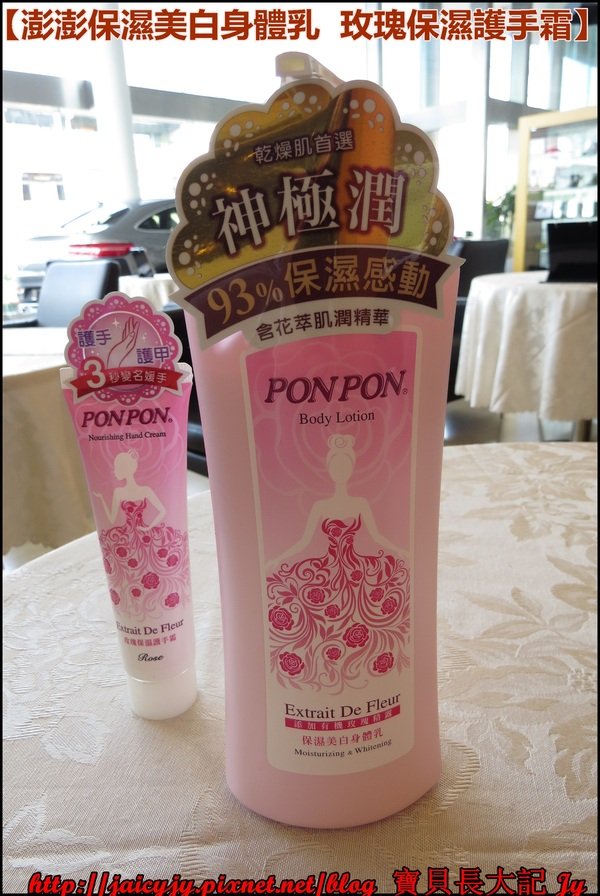 【澎澎保濕美白身體乳 玫瑰保濕護手霜】
乾燥肌首選
神極潤
93%保濕感動
含花萃肌潤精華
PONPON®
Body Lotion
Extrait De Fleur
添加有機玫瑰精露
保濕美白身體乳
Moisturizing & Whitening
護手
護甲
3秒變名媛手
PONPON®
Nourishing Hand Cream
Extrait De Fleur
玫瑰保濕護手霜
Rose
http://jaicyjy.pixnet.net/blog 寶貝長大記 Jy